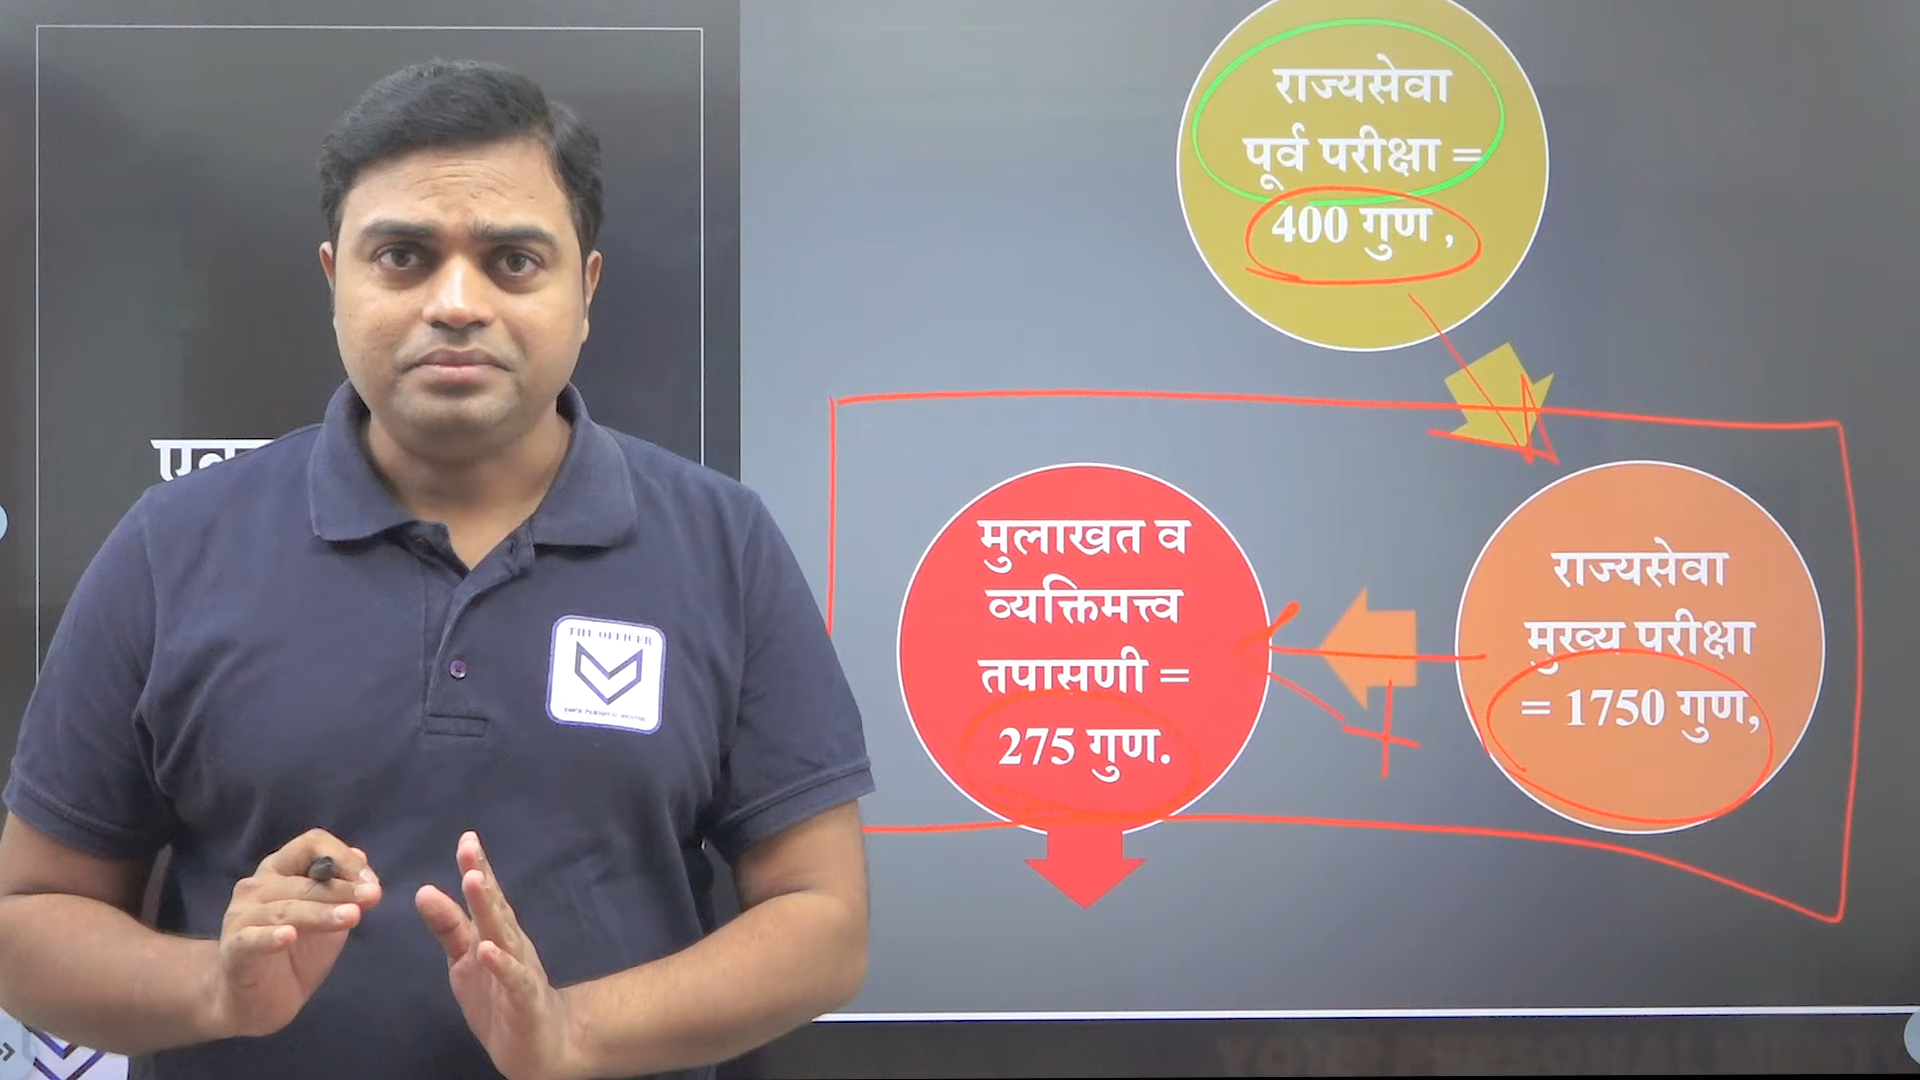 राज्यसेवा
पूर्व परीक्षा =
400 गुण ,
मुलाखत व
व्यक्तिमत्त्व
तपासणी =
275 गुण.
राज्यसेवा
मुख्य परीक्षा
= 1750 गुण,
THE OFFICER